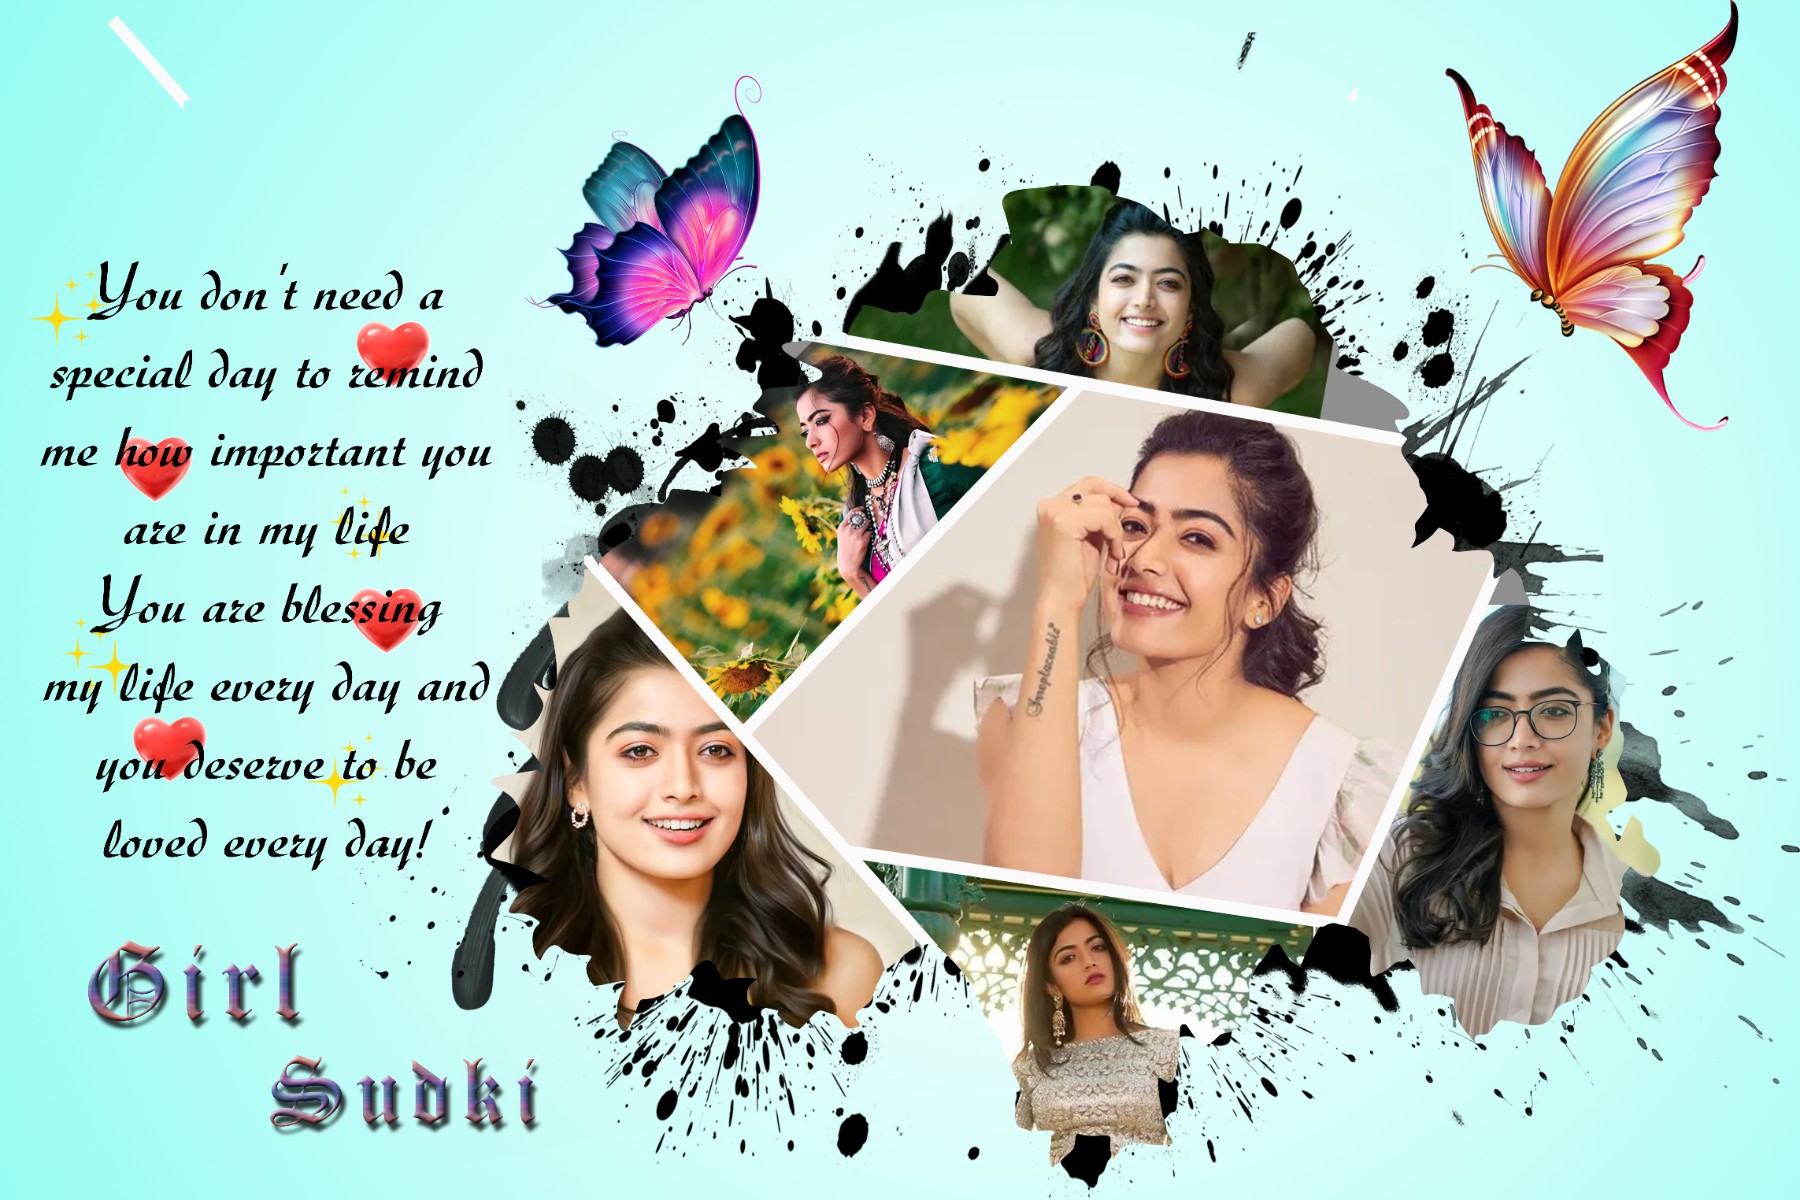 You don't need a
special day to remind
me how important you
are in my life
You are blessing
my life every day and
you deserve to be
loved every day!
Girl
Sudki
Irreplaceable